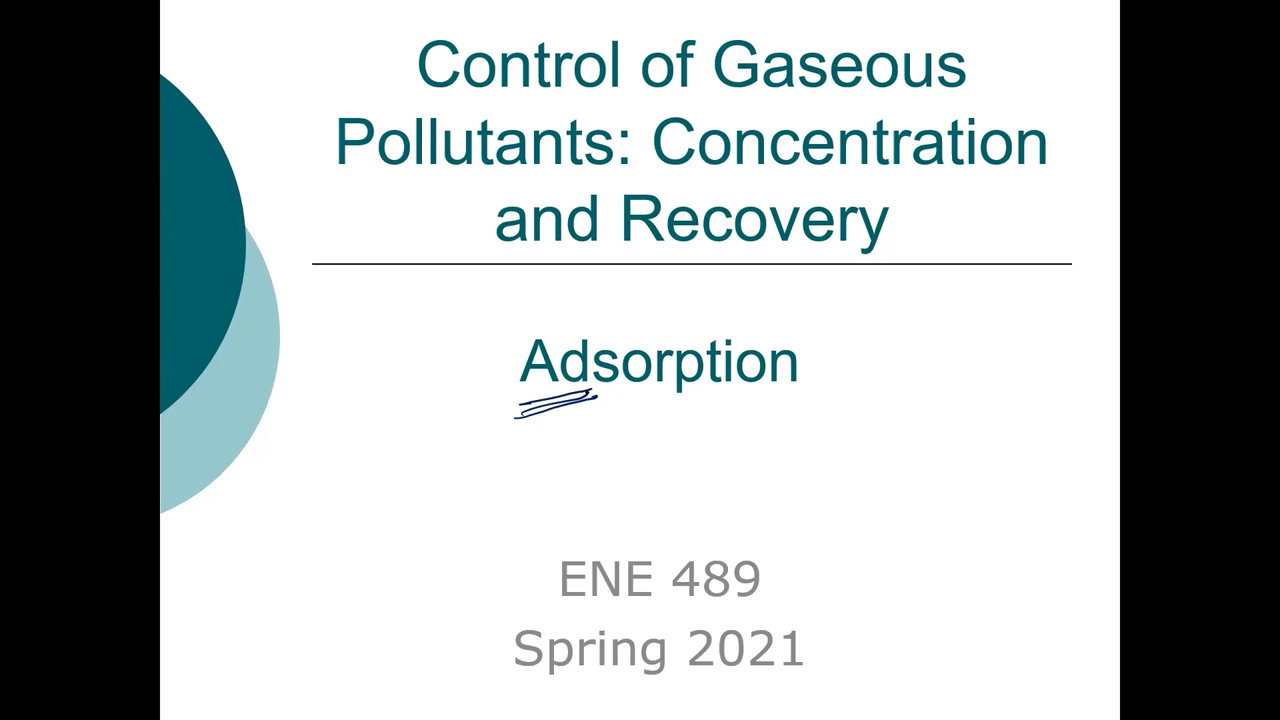 Control of Gaseous
Pollutants: Concentration
and Recovery
Adsorption
ENE 489
Spring 2021